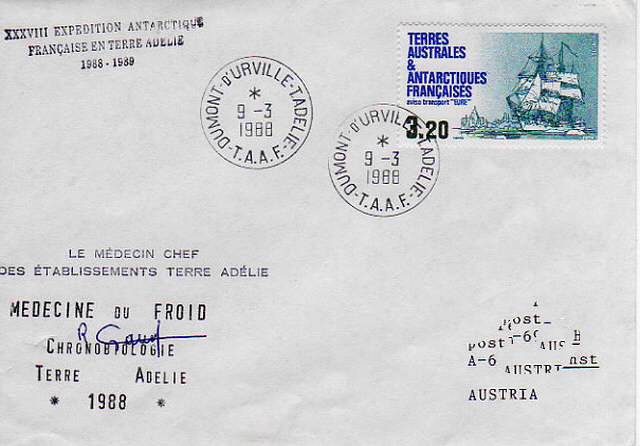 XXXVIII EXPEDITION ANTARCTIQUE
FRANÇAISE EN TERRE ADELIE
1988-1989
DUMONT-D'URVILLE-T.ADELIE
*
9-3
1988
-T.A.A.F.-
DUMONT-D'URVILLE-T.ADELIE
*
9-3
1988
-T.A.A.F.-
TERRES
AUSTRALES
&
ANTARCTIQUES
FRANÇAISES
aviso transport "EURE"
3,20
LE MÉDECIN CHEF
DES ÉTABLISSEMENTS TERRE ADÉLIE
MEDECINE DU FROID
CHRONOBIOLOGIE
TERRE ADELIE
* 1988 *
A-6
AUSTRIA